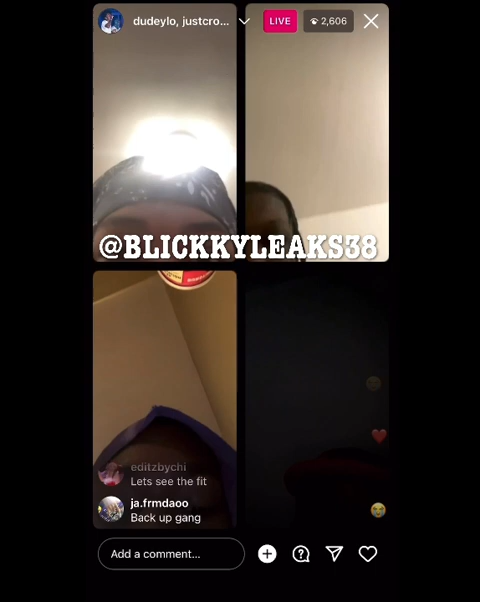 dudeylo, justcro...
LIVE
2,606
@BLICKKYLEAKS38
editzbychi
Lets see the fit
ja.frmdaoo
Back up gang
Add a comment...